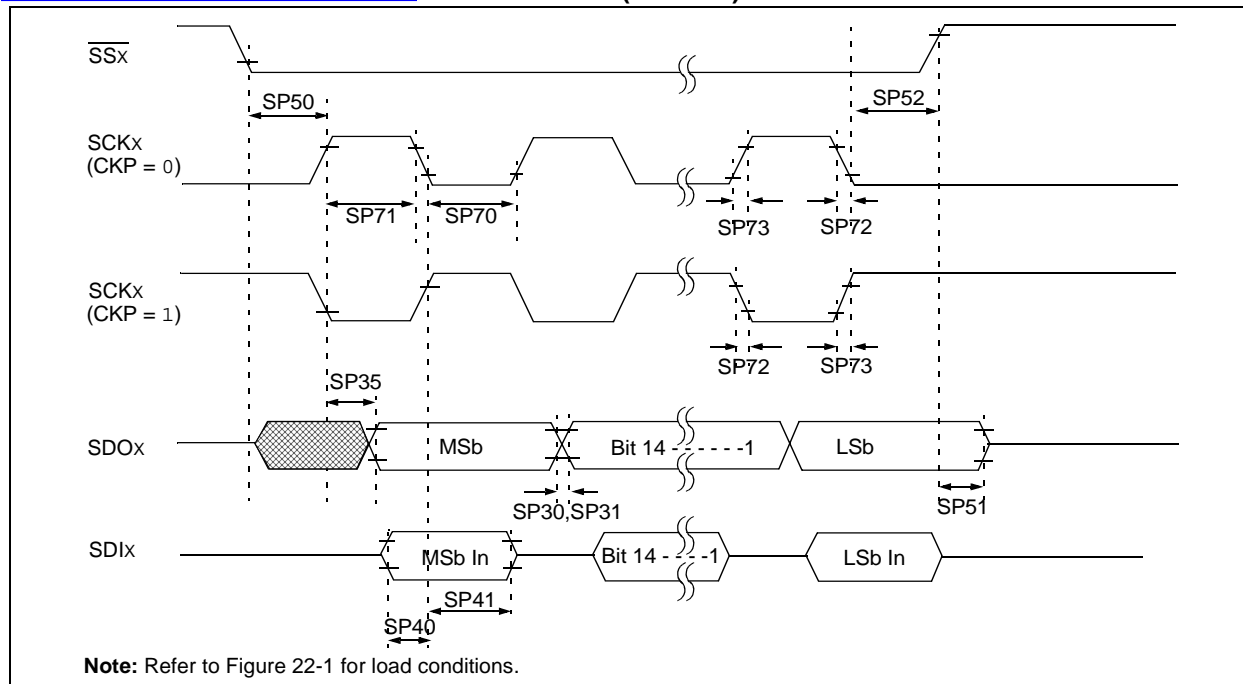 SSx
SP50
SP52
SCKx
(CKP = 0)
SP71
SP70
SP73
SP72
SCKx
(CKP = 1)
SP72
SP73
SP35
SDOx
MSb
Bit 14 - - - - - -1
LSb
SP30,SP31
SP51
SDIx
MSb In
Bit 14 - - - -1
LSb In
SP41
SP40
Note: Refer to Figure 22-1 for load conditions.